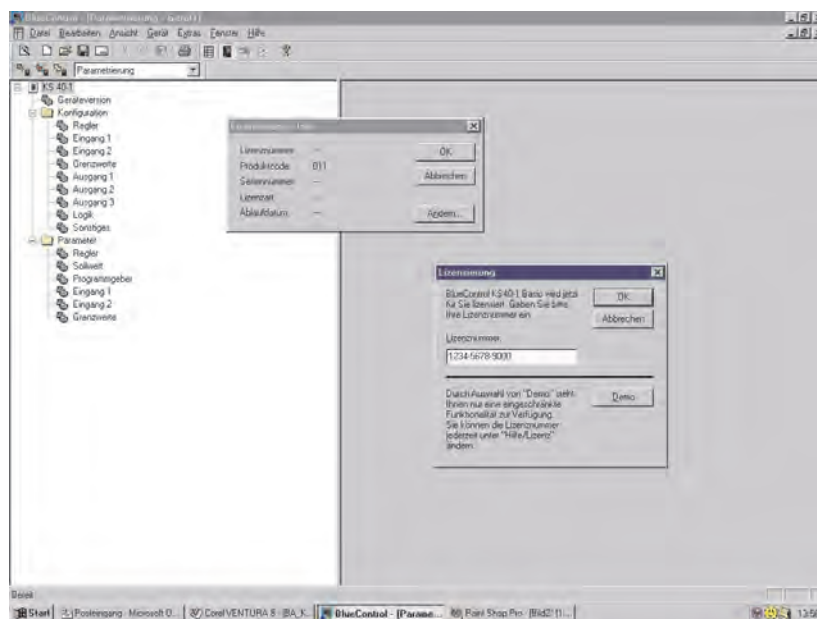 BlueControl - [Parametrierung - ]
Datei Bearbeiten Ansicht Gerät Extras Fenster Hilfe
Parametrierung
KS 40-1
Geräteversion
Konfiguration
Regler
Eingang 1
Eingang 2
Grenzwerte
Ausgang 1
Ausgang 2
Ausgang 3
Logik
Sonstiges
Parameter
Regler
Sollwert
Programmgeber
Eingang 1
Eingang 2
Grenzwerte
Lizenznummer: --
Produktcode: 011
Seriennummer: --
Lizenzart: --
Ablaufdatum: --
OK
Abbrechen
Ändern...
Lizensierung
BlueControl KS40-1 Basic wird jetzt
für Sie lizensiert. Geben Sie bitte
Ihre Lizenznummer ein.
Lizenznummer:
1234-5678-9000
OK
Abbrechen
Durch Auswahl von "Demo" steht
Ihnen nur eine eingeschränkte
Funktionalität zur Verfügung.
Sie können die Lizenznummer
jederzeit unter "Hilfe/Lizenz"
ändern.
Demo
Bereit
Start
Posteingang - Microsoft O...
Corel VENTURA 8 - [BA_K...
BlueControl - [Parame...
Paint Shop Pro - [Bild2* (1:...